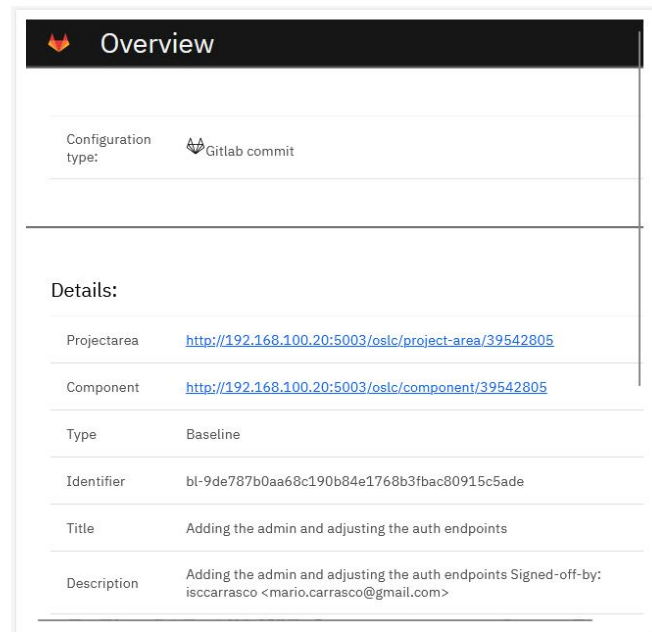 Overview
Configuration
type:
Gitlab commit
Details:
Projectarea http://192.168.100.20:5003/oslc/project-area/39542805
Component http://192.168.100.20:5003/oslc/component/39542805
Type Baseline
Identifier bl-9de787b0aa68c190b84e1768b3fbac80915c5ade
Title Adding the admin and adjusting the auth endpoints
Description Adding the admin and adjusting the auth endpoints Signed-off-by:
isccarrasco <mario.carrasco@gmail.com>